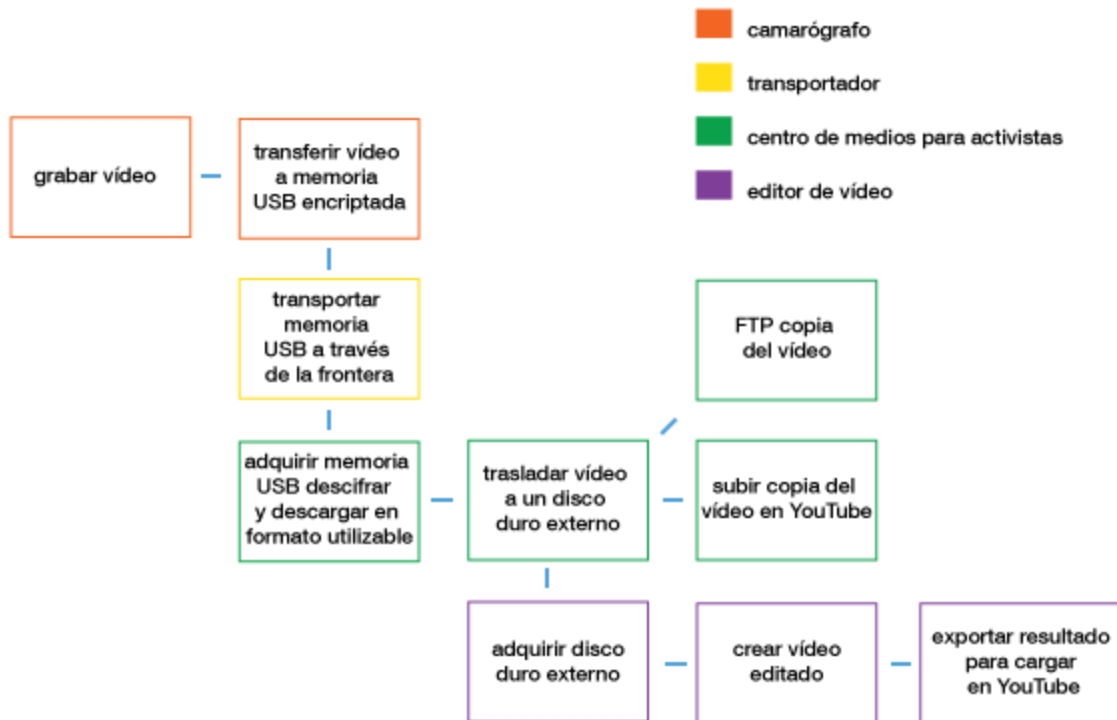 camarógrafo
transportador
centro de medios para activistas
editor de vídeo
grabar vídeo
transferir vídeo
a memoria
USB encriptada
transportar
memoria
USB a través
de la frontera
FTP copia
del vídeo
adquirir memoria
USB descifrar
y descargar en
formato utilizable
trasladar vídeo
a un disco
duro externo
subir copia del
vídeo en YouTube
adquirir disco
duro externo
crear vídeo
editado
exportar resultado
para cargar
en YouTube